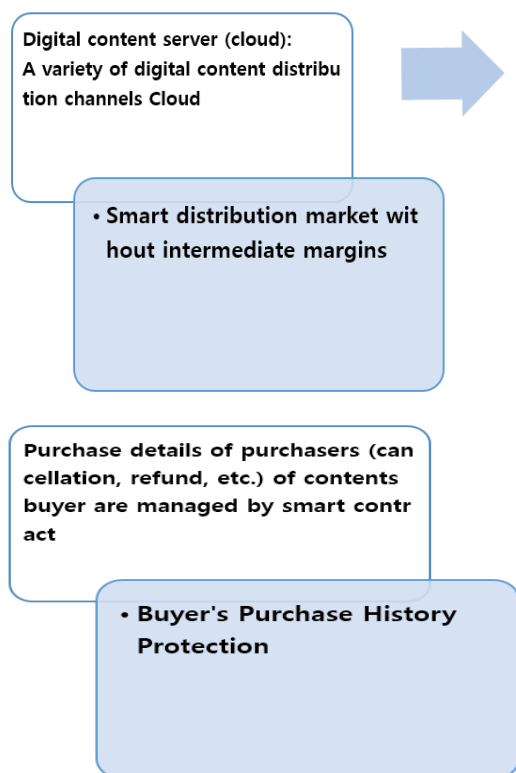 Digital content server (cloud):
A variety of digital content distribu
tion channels Cloud
• Smart distribution market wit
hout intermediate margins
Purchase details of purchasers (can
cellation, refund, etc.) of contents
buyer are managed by smart contr
act
• Buyer's Purchase History
Protection